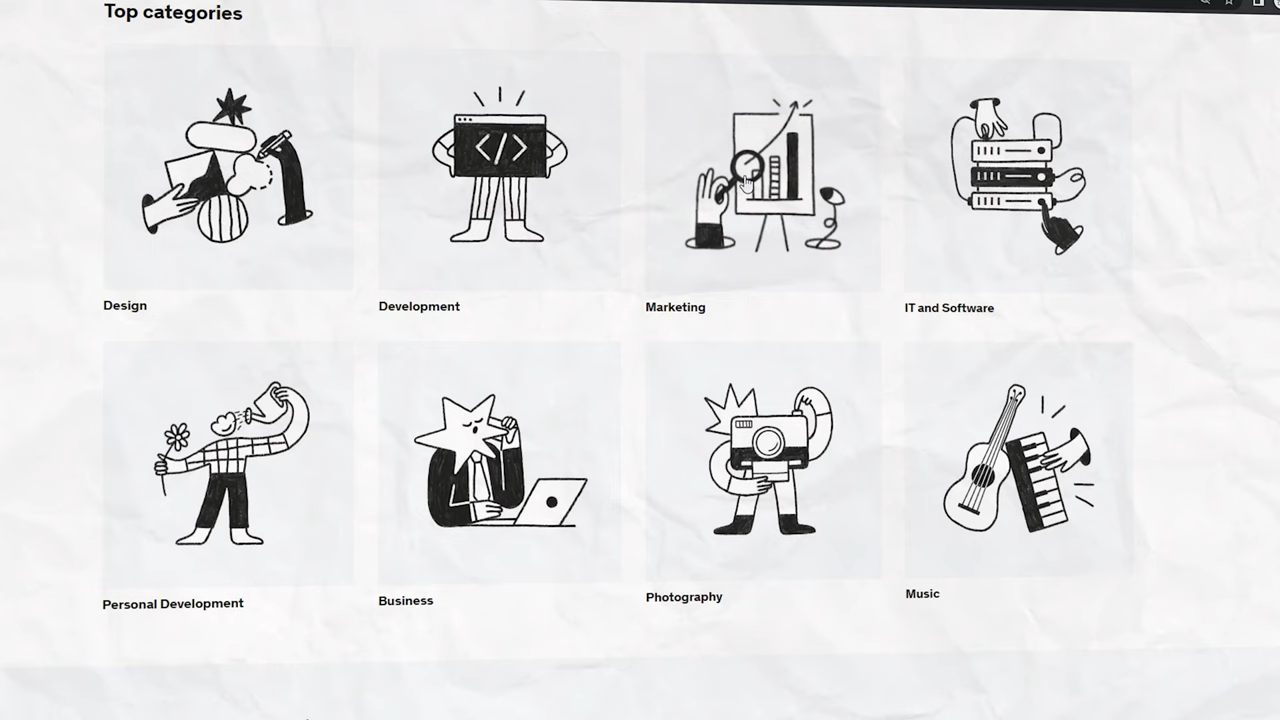 Top categories
Design
Development
Marketing
IT and Software
Personal Development
Business
Photography
Music